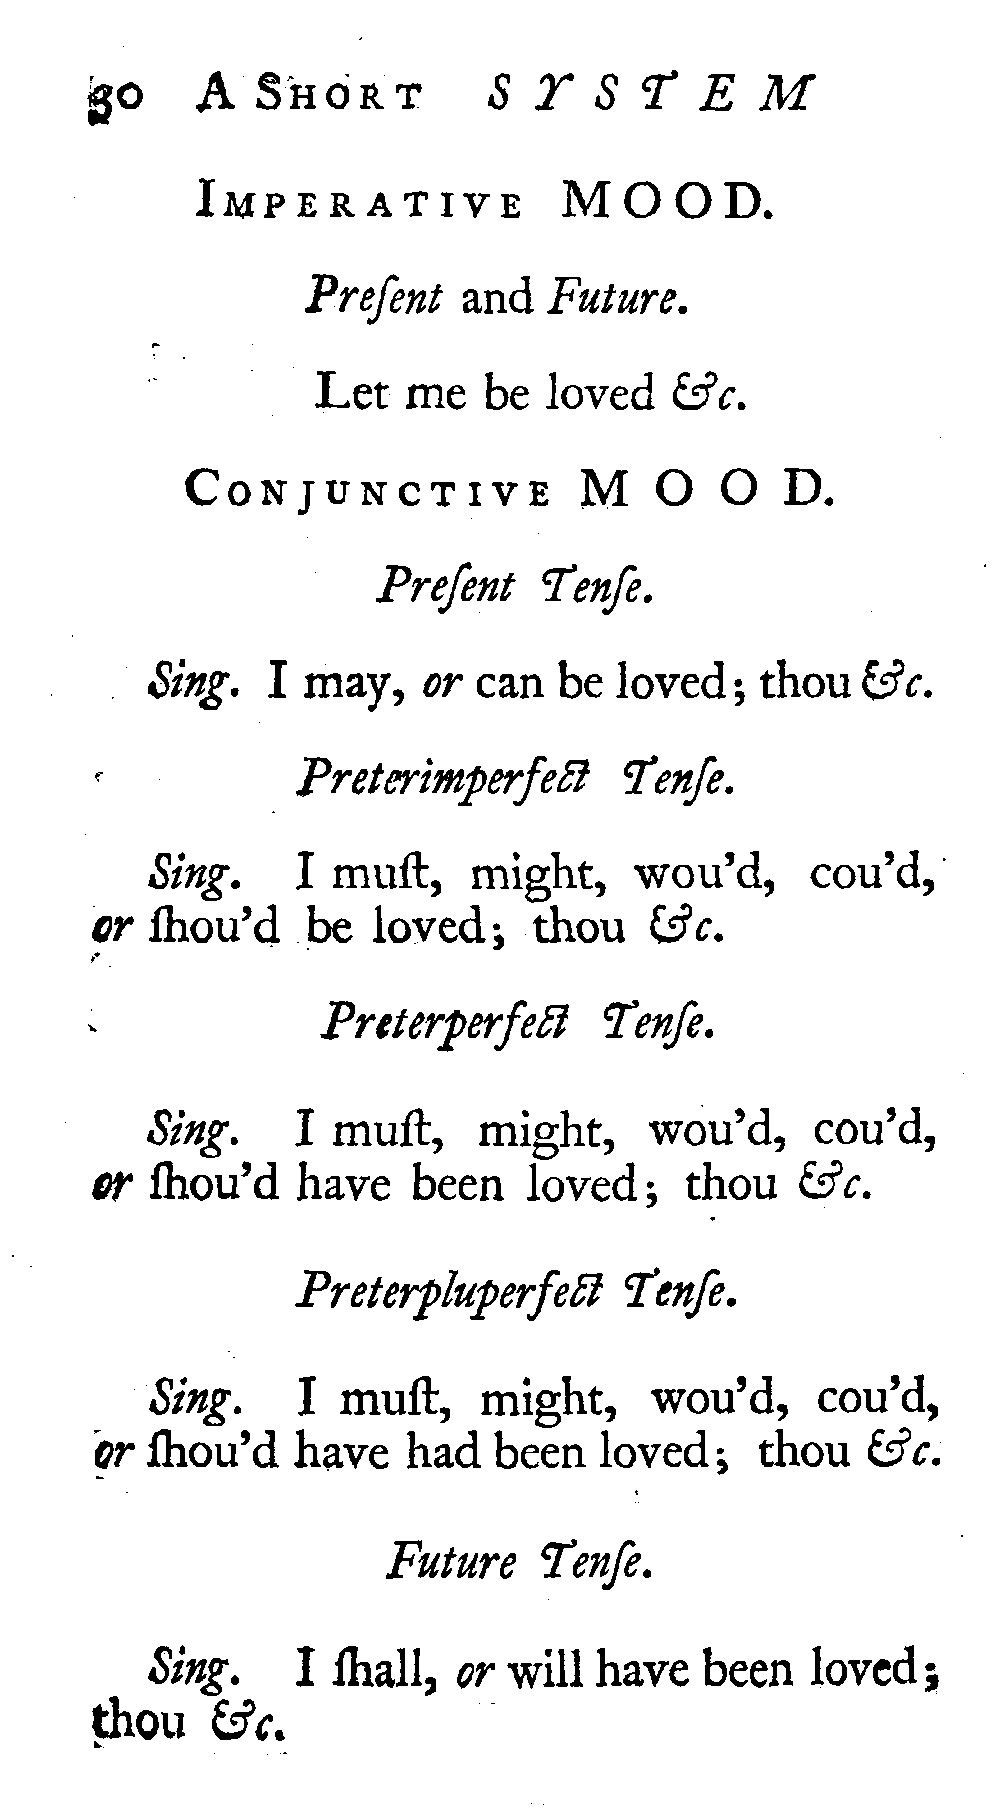 30 A SHORT SYSTEM
IMPERATIVE MOOD.
Preſent and Future.
Let me be loved &c.
CONJUNCTIVE MOOD.
Preſent Tenſe.
Sing. I may, or can be loved; thou &c.
Preterimperfect Tenſe.
Sing. I muſt, might, wou'd, cou'd,
or ſhou'd be loved; thou &c.
Preterperfect Tenſe.
Sing. I muſt, might, wou'd, cou'd,
or ſhou'd have been loved; thou &c.
Preterpluperfect Tenſe.
Sing. I muſt, might, wou'd, cou'd,
or ſhou'd have had been loved; thou &c.
Future Tenſe.
Sing. I ſhall, or will have been loved;
thou &c.